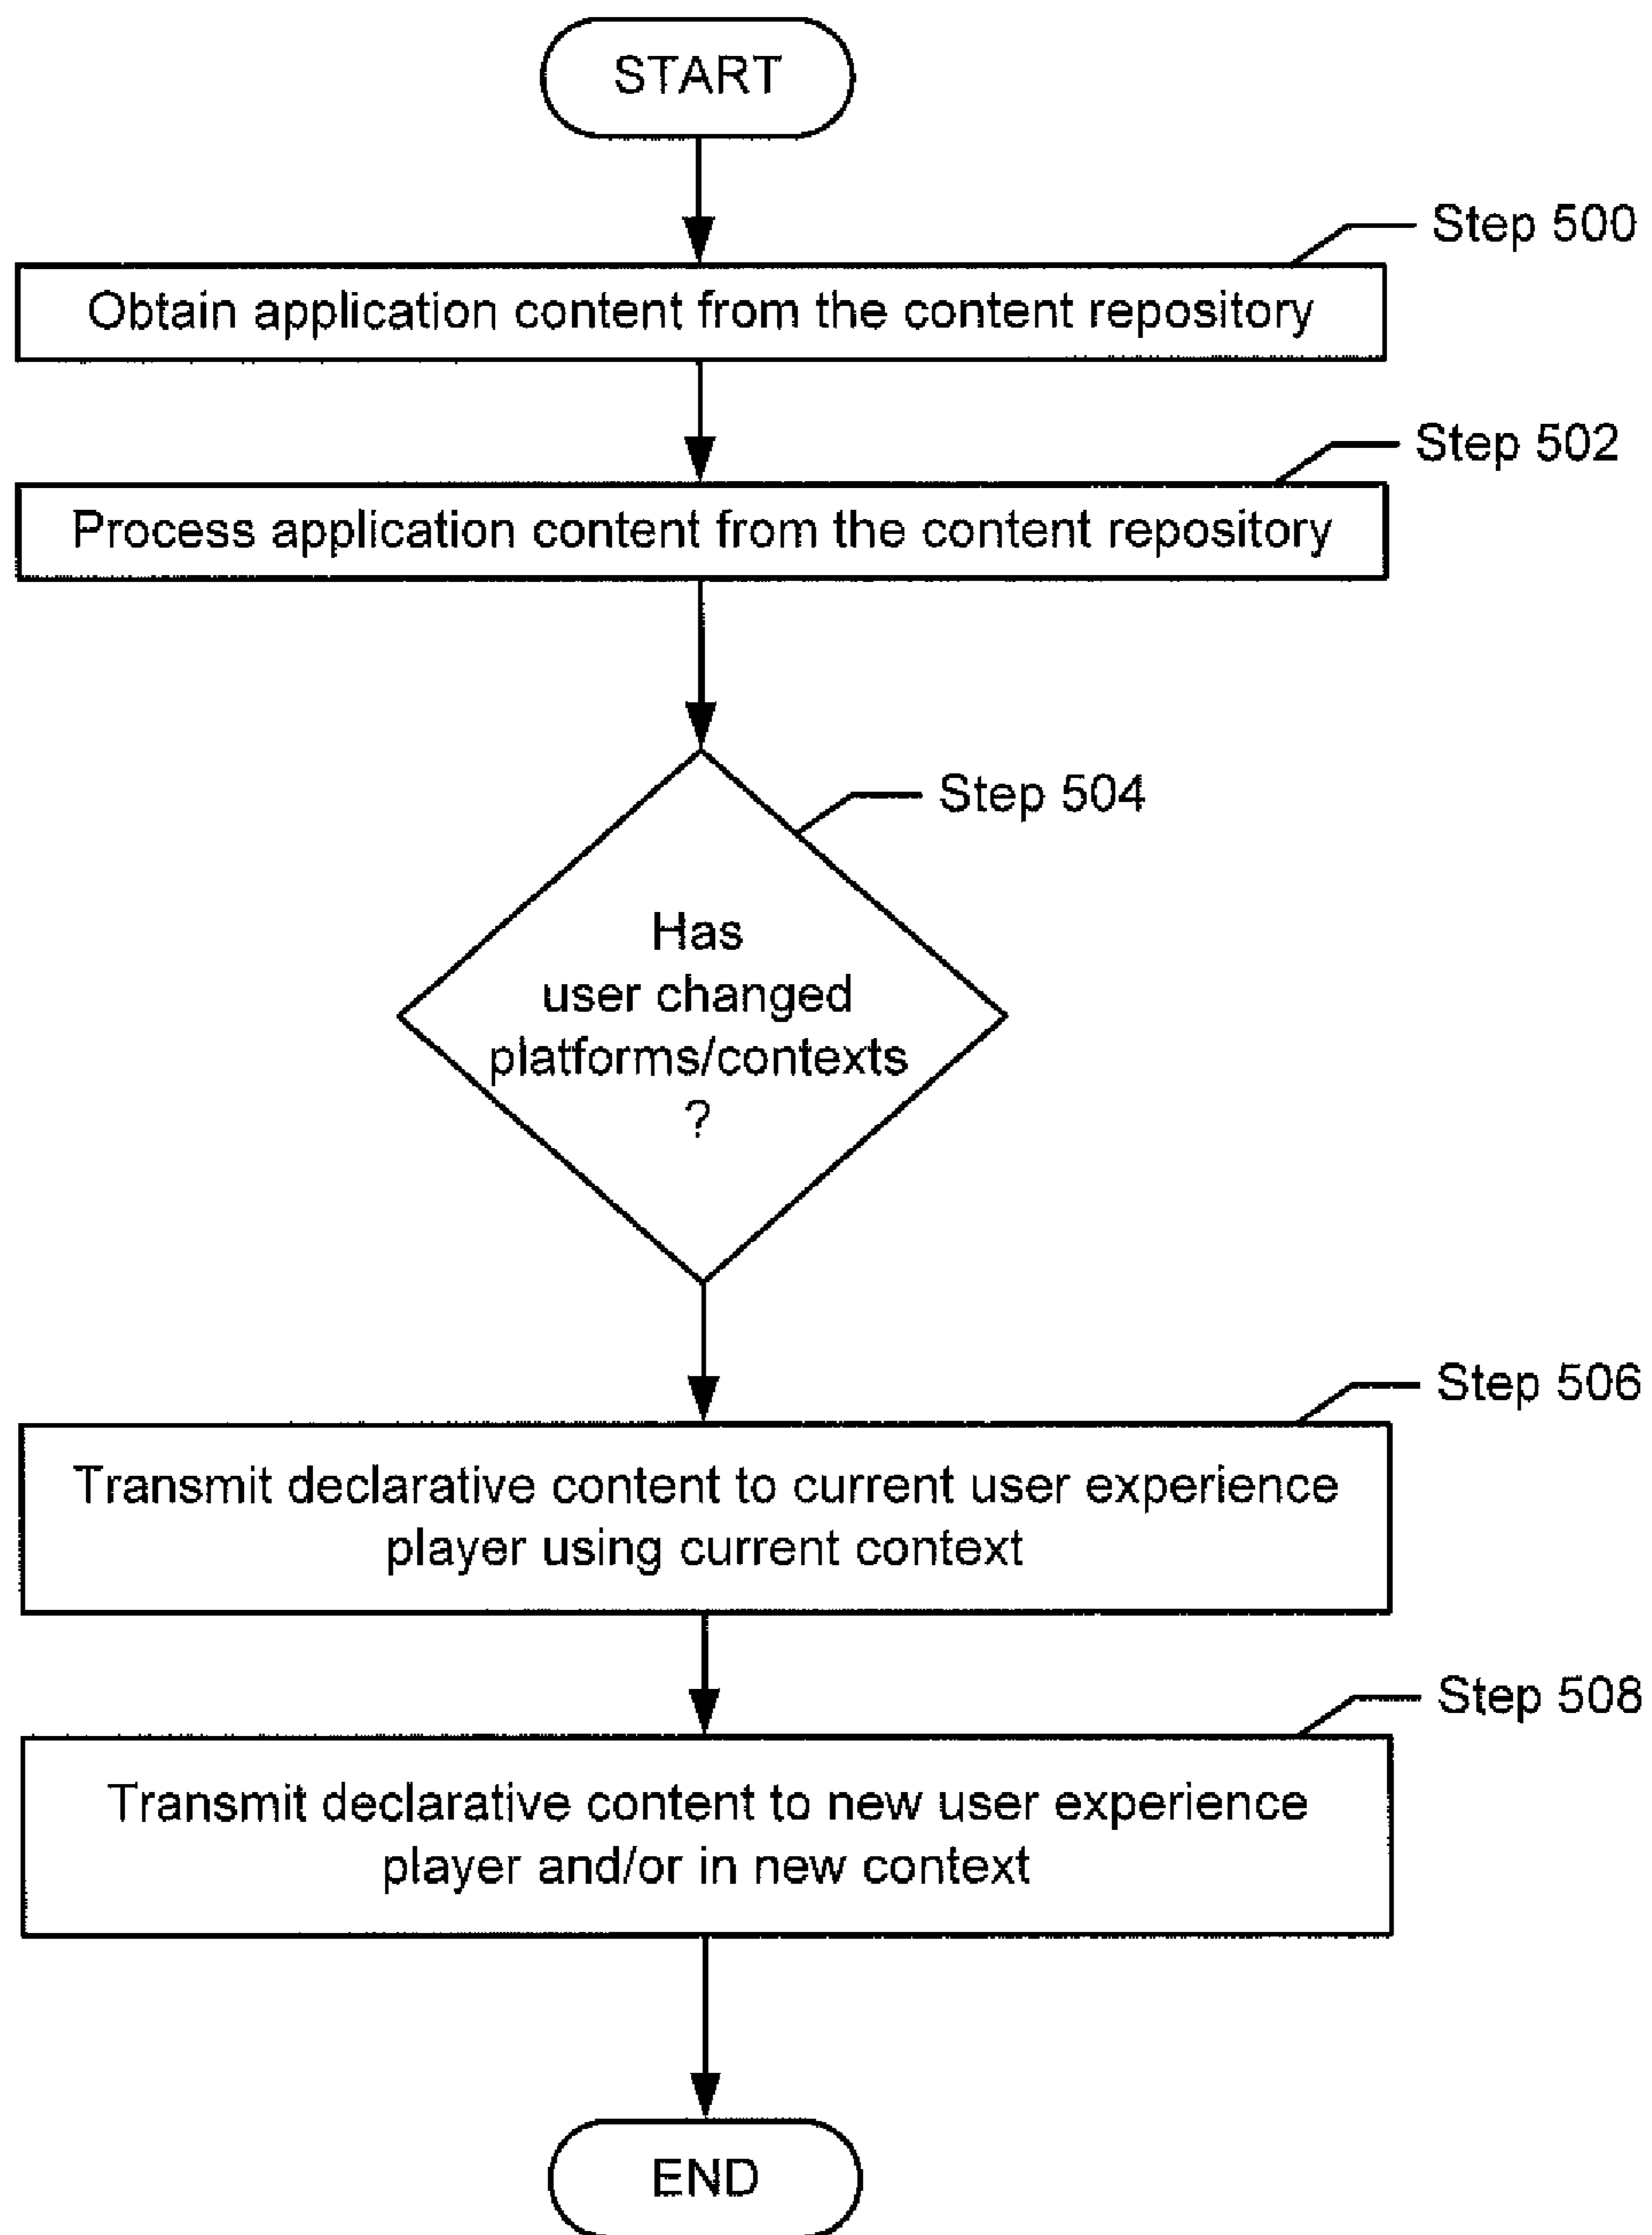 START
Step 500
Obtain application content from the content repository
Step 502
Process application content from the content repository
Step 504
Has
user changed
platforms/contexts
?
Step 506
Transmit declarative content to current user experience
player using current context
Step 508
Transmit declarative content to new user experience
player and/or in new context
END